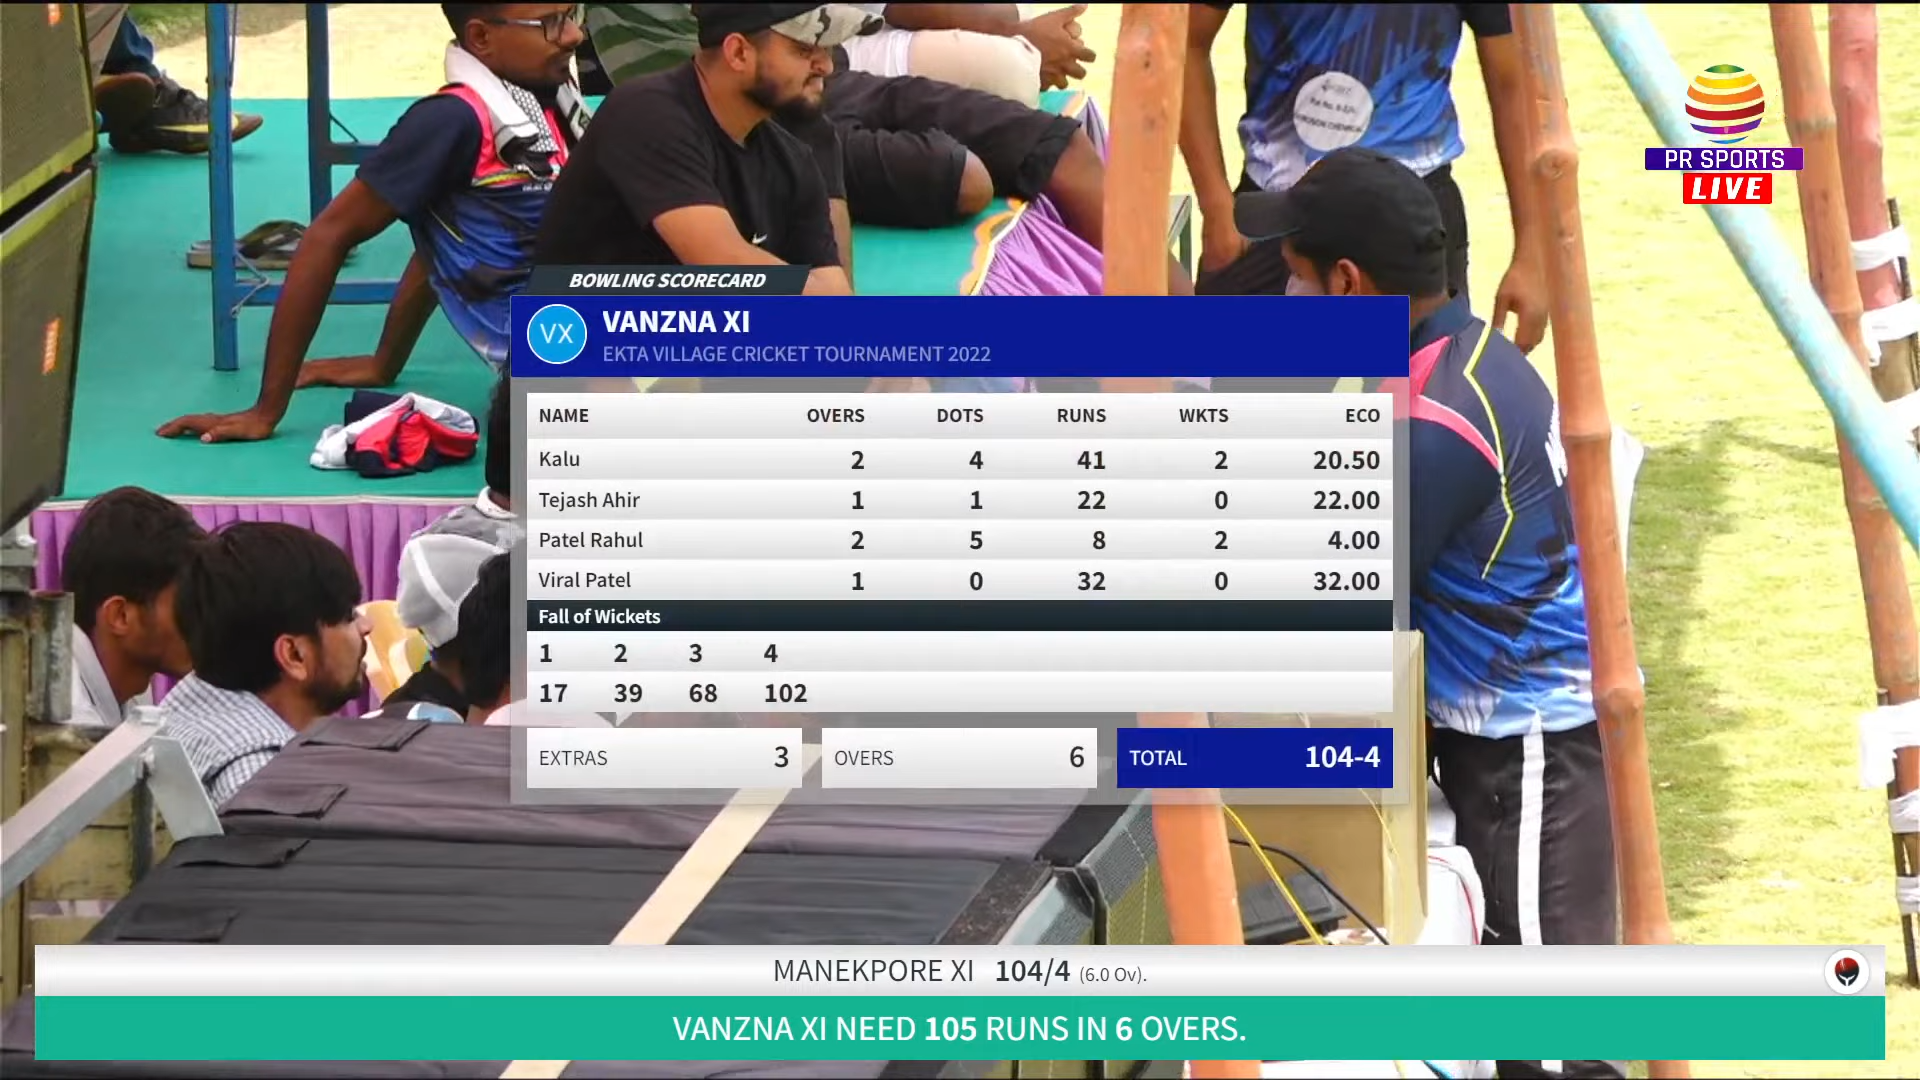 PR SPORTS
LIVE
BOWLING SCORECARD
VX
VANZNA XI
EKTA VILLAGE CRICKET TOURNAMENT 2022
NAME OVERS DOTS RUNS WKTS ECO
Kalu 2 4 41 2 20.50
Tejash Ahir 1 1 22 0 22.00
Patel Rahul 2 5 8 2 4.00
Viral Patel 1 0 32 0 32.00
Fall of Wickets
1 2 3 4
17 39 68 102
EXTRAS 3 OVERS 6 TOTAL 104-4
MANEKPORE XI 104/4 (6.0 Ov).
VANZNA XI NEED 105 RUNS IN 6 OVERS.